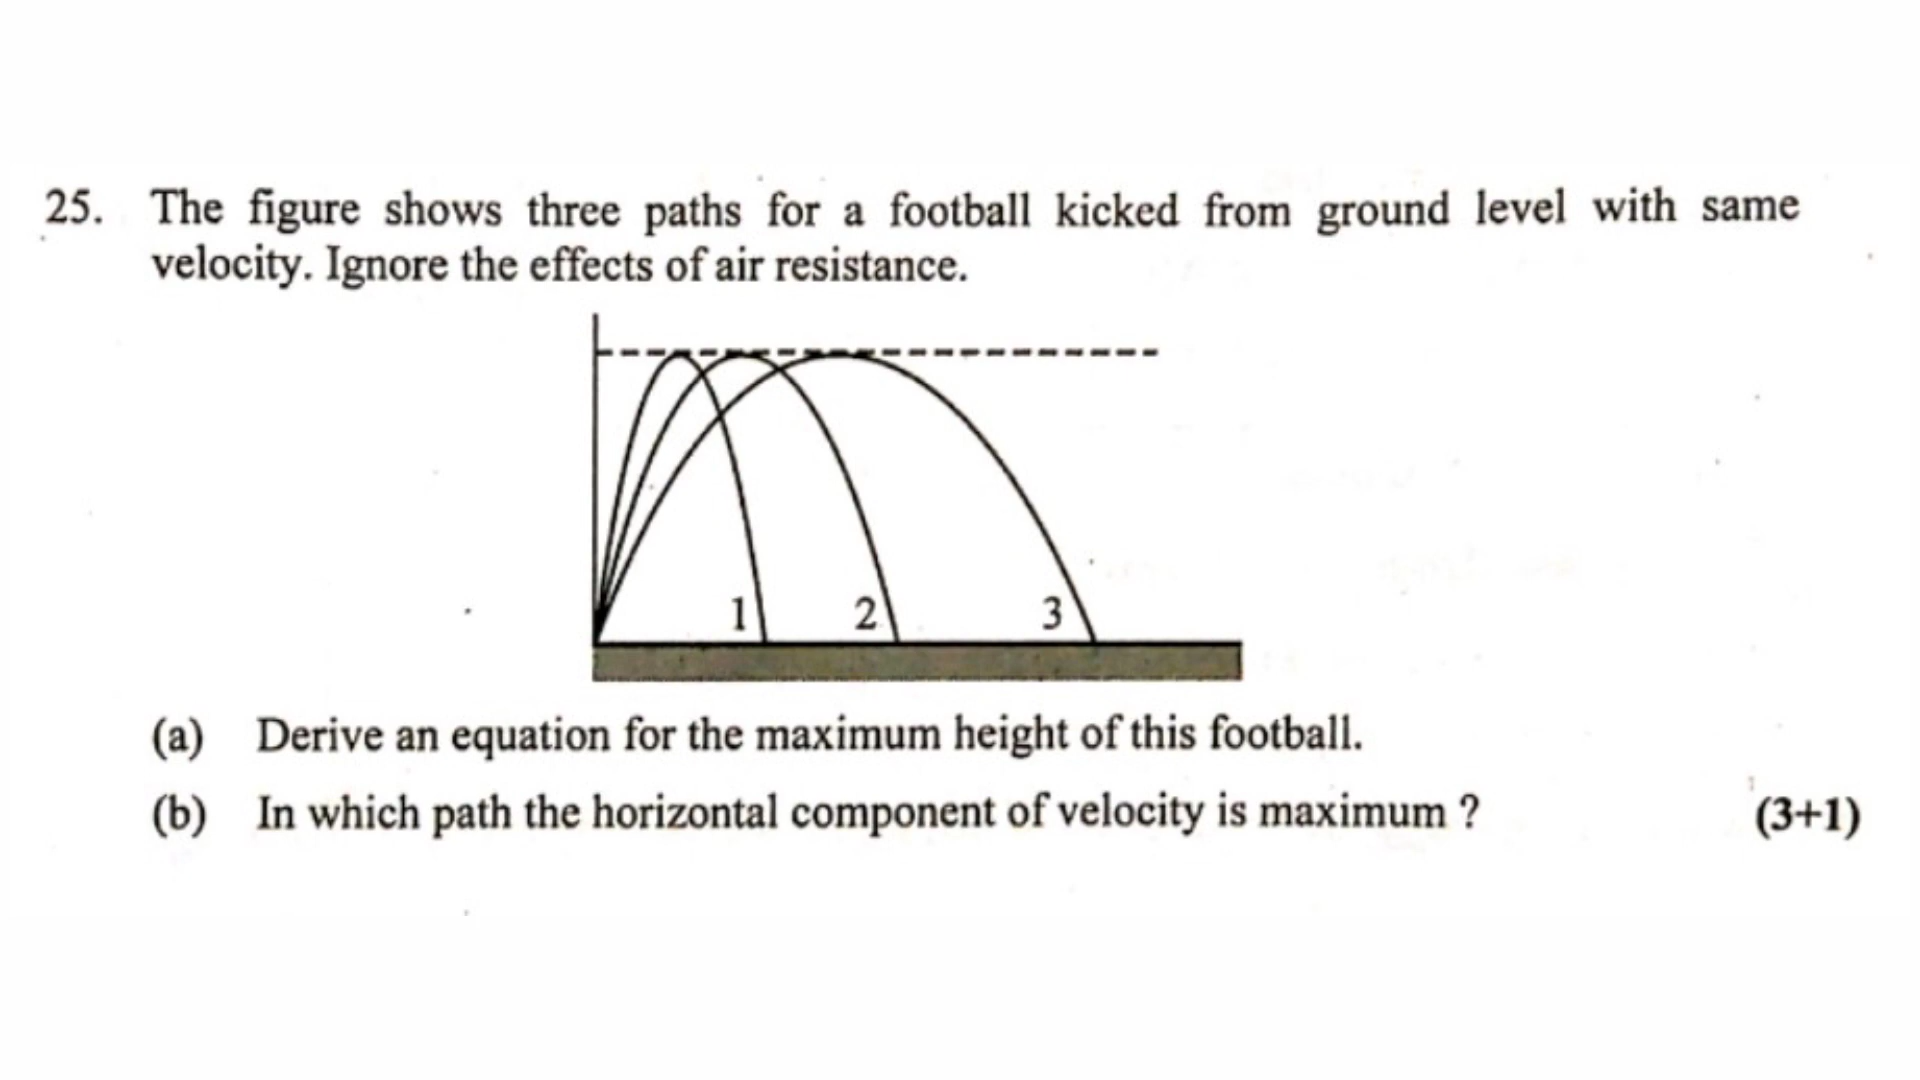 25. The figure shows three paths for a football kicked from ground level with same
velocity. Ignore the effects of air resistance.
1 2 3
(a) Derive an equation for the maximum height of this football.
(b) In which path the horizontal component of velocity is maximum ? (3+1)